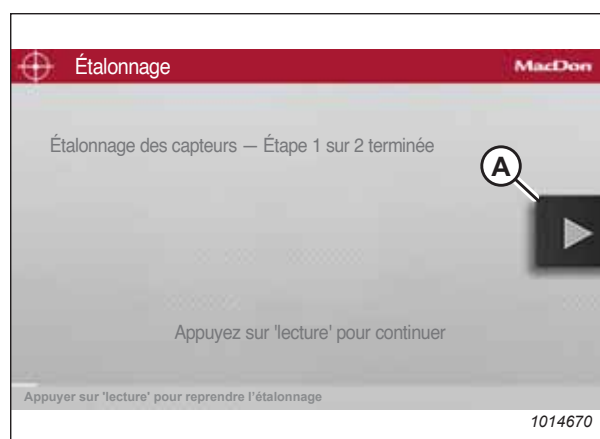 Étalonnage
MacDon
Étalonnage des capteurs — Étape 1 sur 2 terminée
A
Appuyez sur 'lecture' pour continuer
Appuyer sur 'lecture' pour reprendre l'étalonnage
1014670